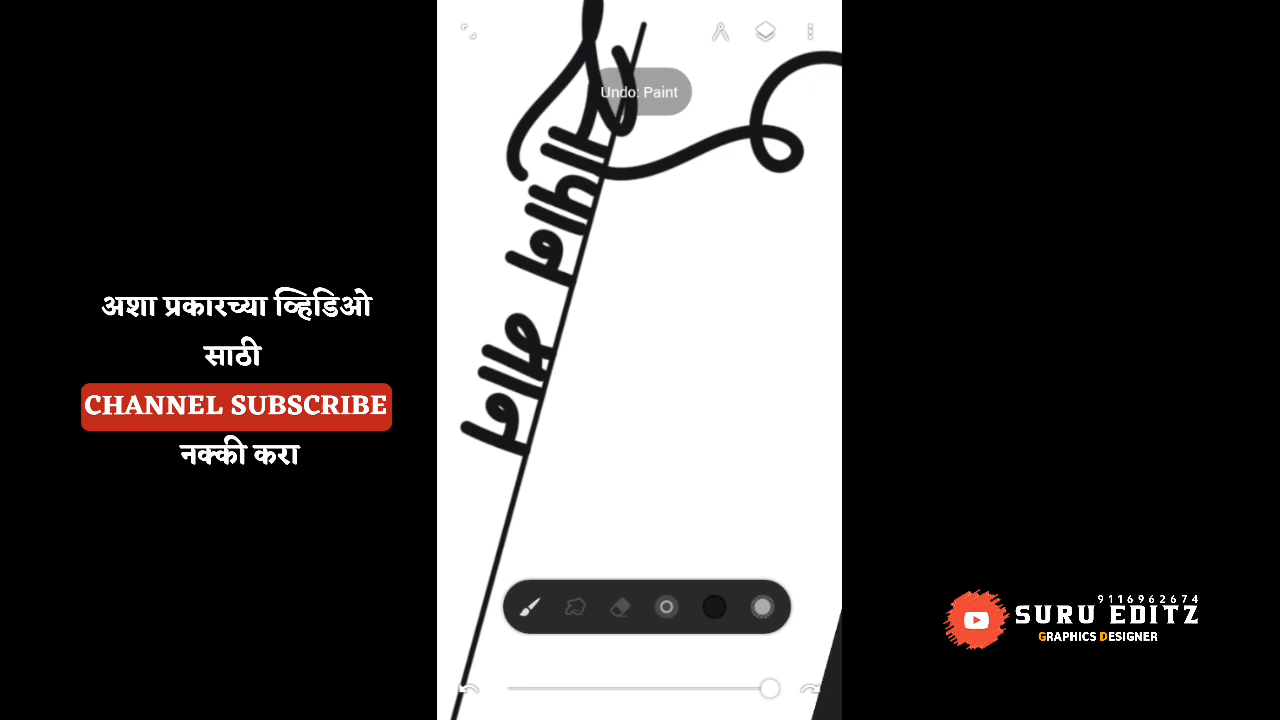 Undo: Paint
अशा प्रकारच्या व्हिडिओ
साठी
CHANNEL SUBSCRIBE
नक्की करा
9116962674
SURU EDITZ
GRAPHICS DESIGNER